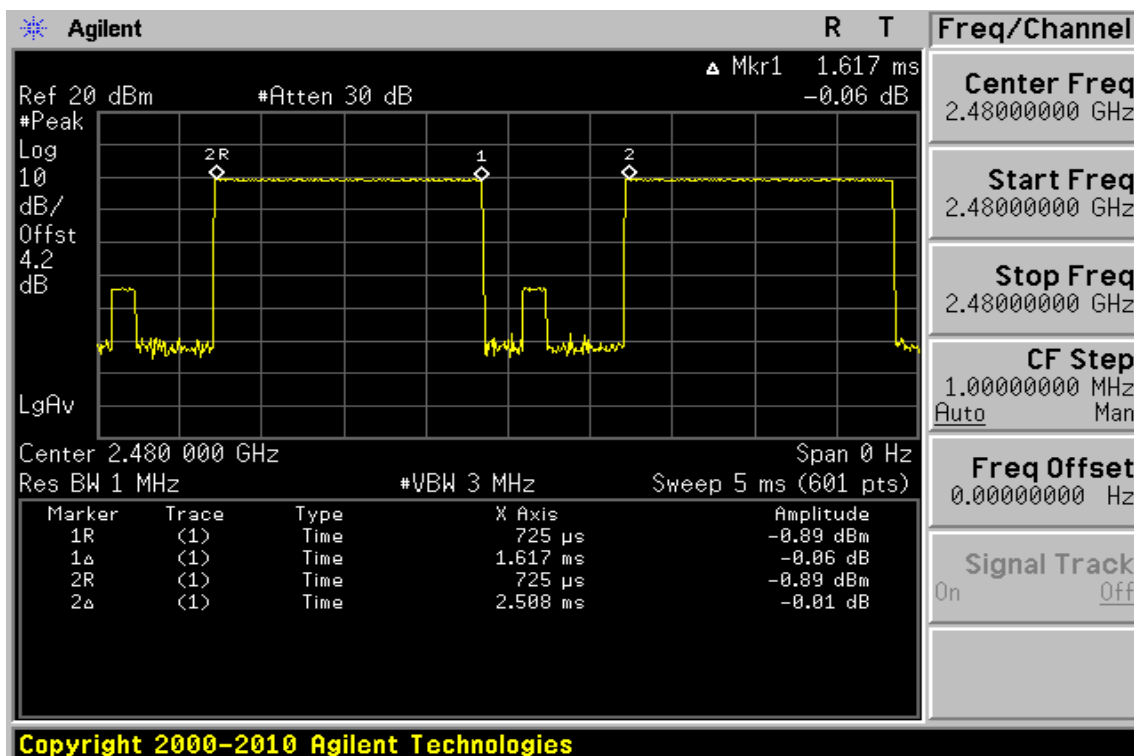 Agilent R T
Freq/Channel
Δ Mkr1 1.617 ms
Ref 20 dBm #Atten 30 dB -0.06 dB
#Peak
Log
10
dB/
Offst
4.2
dB
LgAv
2R 1 2
Center 2.480 000 GHz Span 0 Hz
Res BW 1 MHz #VBW 3 MHz Sweep 5 ms (601 pts)
Marker Trace Type X Axis Amplitude
1R (1) Time 725 µs -0.89 dBm
1Δ (1) Time 1.617 ms -0.06 dB
2R (1) Time 725 µs -0.89 dBm
2Δ (1) Time 2.508 ms -0.01 dB
Center Freq
2.48000000 GHz
Start Freq
2.48000000 GHz
Stop Freq
2.48000000 GHz
CF Step
1.00000000 MHz
Auto Man
Freq Offset
0.00000000 Hz
Signal Track
On Off
Copyright 2000-2010 Agilent Technologies